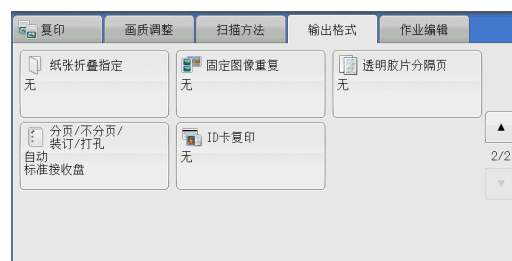 复印
画质调整
扫描方法
输出格式
作业编辑
纸张折叠指定
无
固定图像重复
无
透明胶片分隔页
无
分页/不分页/
装订/打孔
自动
标准接收盘
ID卡复印
无
▲
2/2
▼